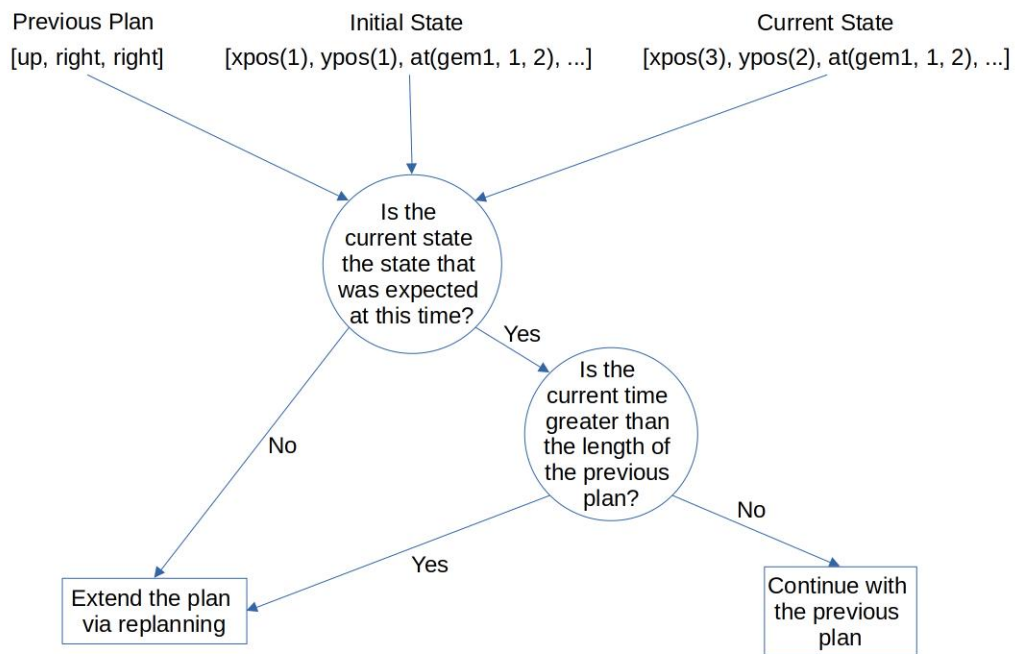 Previous Plan
Initial State
Current State
[up, right, right]
[xpos(1), ypos(1), at(gem1, 1, 2), ...]
[xpos(3), ypos(2), at(gem1, 1, 2), ...]
Is the
current state
the state that
was expected
at this time?
Yes
No
Is the
current time
greater than
the length of
the previous
plan?
Yes
No
Extend the plan
via replanning
Continue with
the previous
plan